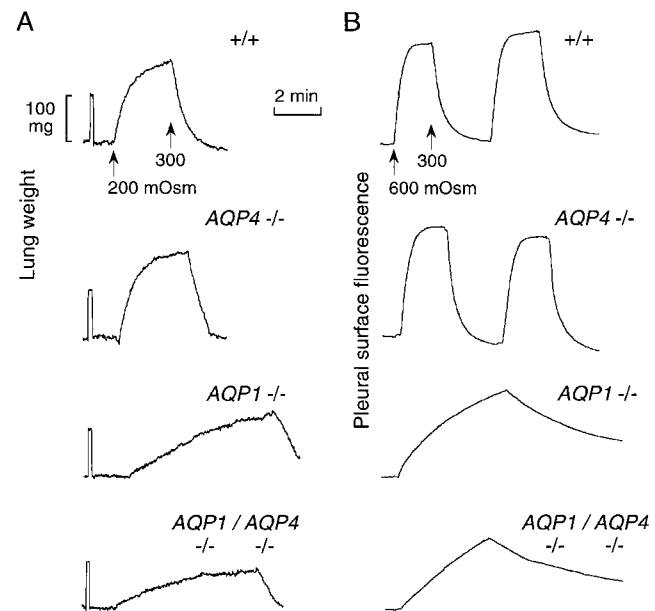 A
+/+
100
mg
2 min
300
200 mOsm
Lung weight
AQP4 -/-
AQP1 -/-
AQP1 / AQP4
-/- -/-
B
+/+
300
600 mOsm
Pleural surface fluorescence
AQP4 -/-
AQP1 -/-
AQP1 / AQP4
-/- -/-